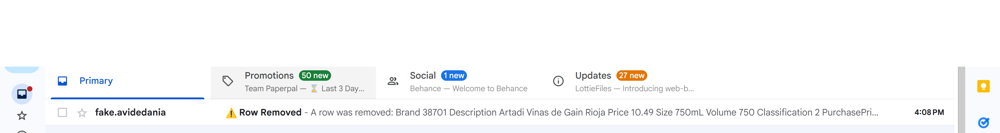 Primary
Promotions 50 new
Team Paperpal — ⏳ Last 3 Day...
Social 1 new
Behance — Welcome to Behance
Updates 27 new
LottieFiles — Introducing web-b...
fake.avidedania ⚠️ Row Removed - A row was removed: Brand 38701 Description Artadi Vinas de Gain Rioja Price 10.49 Size 750mL Volume 750 Classification 2 PurchasePri... 4:08 PM